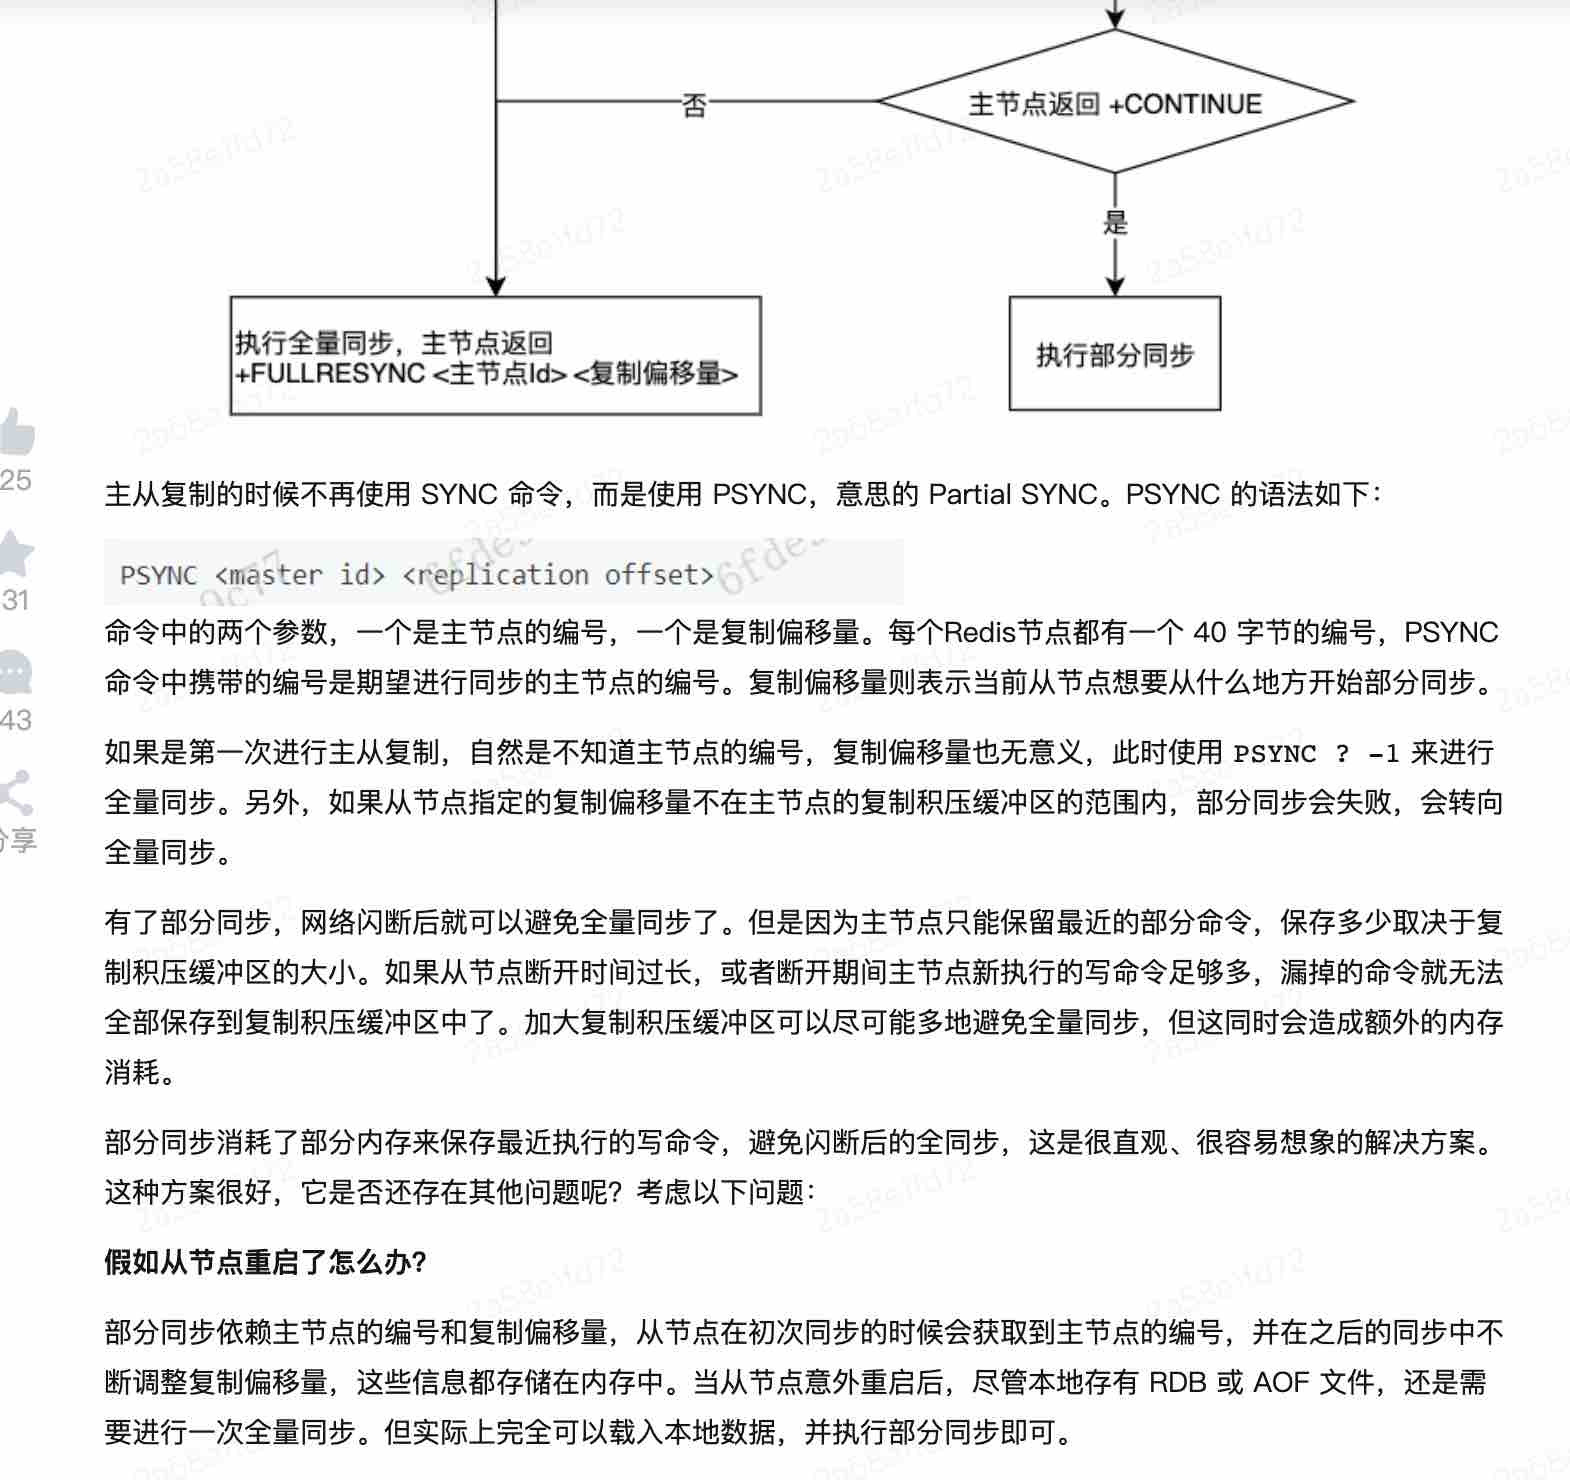 主节点返回 +CONTINUE
否
是
执行全量同步，主节点返回
+FULLRESYNC <主节点Id> <复制偏移量>
执行部分同步
25
31
43
享
主从复制的时候不再使用 SYNC 命令，而是使用 PSYNC，意思的 Partial SYNC。PSYNC 的语法如下：
PSYNC <master id> <replication offset>
命令中的两个参数，一个是主节点的编号，一个是复制偏移量。每个Redis节点都有一个 40 字节的编号，PSYNC
命令中携带的编号是期望进行同步的主节点的编号。复制偏移量则表示当前从节点想要从什么地方开始部分同步。
如果是第一次进行主从复制，自然是不知道主节点的编号，复制偏移量也无意义，此时使用 PSYNC ? -1 来进行
全量同步。另外，如果从节点指定的复制偏移量不在主节点的复制积压缓冲区的范围内，部分同步会失败，会转向
全量同步。
有了部分同步，网络闪断后就可以避免全量同步了。但是因为主节点只能保留最近的部分命令，保存多少取决于复
制积压缓冲区的大小。如果从节点断开时间过长，或者断开期间主节点新执行的写命令足够多，漏掉的命令就无法
全部保存到复制积压缓冲区中了。加大复制积压缓冲区可以尽可能多地避免全量同步，但这同时会造成额外的内存
消耗。
部分同步消耗了部分内存来保存最近执行的写命令，避免闪断后的全同步，这是很直观、很容易想象的解决方案。
这种方案很好，它是否还存在其他问题呢？考虑以下问题：
假如从节点重启了怎么办？
部分同步依赖主节点的编号和复制偏移量，从节点在初次同步的时候会获取到主节点的编号，并在之后的同步中不
断调整复制偏移量，这些信息都存储在内存中。当从节点意外重启后，尽管本地存有 RDB 或 AOF 文件，还是需
要进行一次全量同步。但实际上完全可以载入本地数据，并执行部分同步即可。